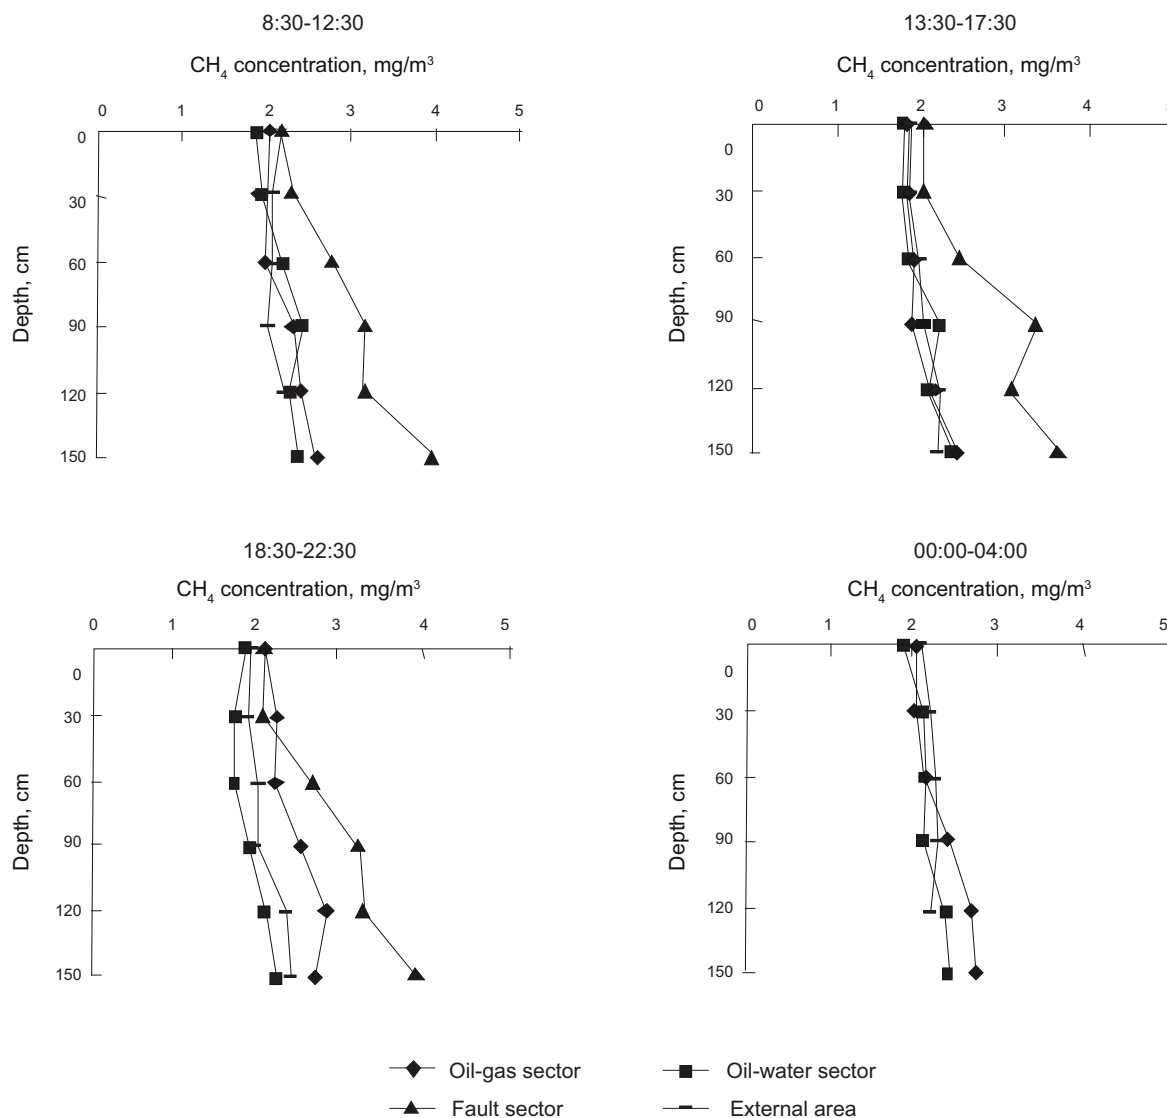 8:30-12:30
CH4 concentration, mg/m³
0 1 2 3 4 5
0
30
60
90
120
150
Depth, cm
13:30-17:30
CH4 concentration, mg/m³
0 1 2 3 4
0
30
60
90
120
150
Depth, cm
18:30-22:30
CH4 concentration, mg/m³
0 1 2 3 4 5
0
30
60
90
120
150
Depth, cm
00:00-04:00
CH4 concentration, mg/m³
0 1 2 3 4 5
0
30
60
90
120
150
Depth, cm
Oil-gas sector
Oil-water sector
Fault sector
External area